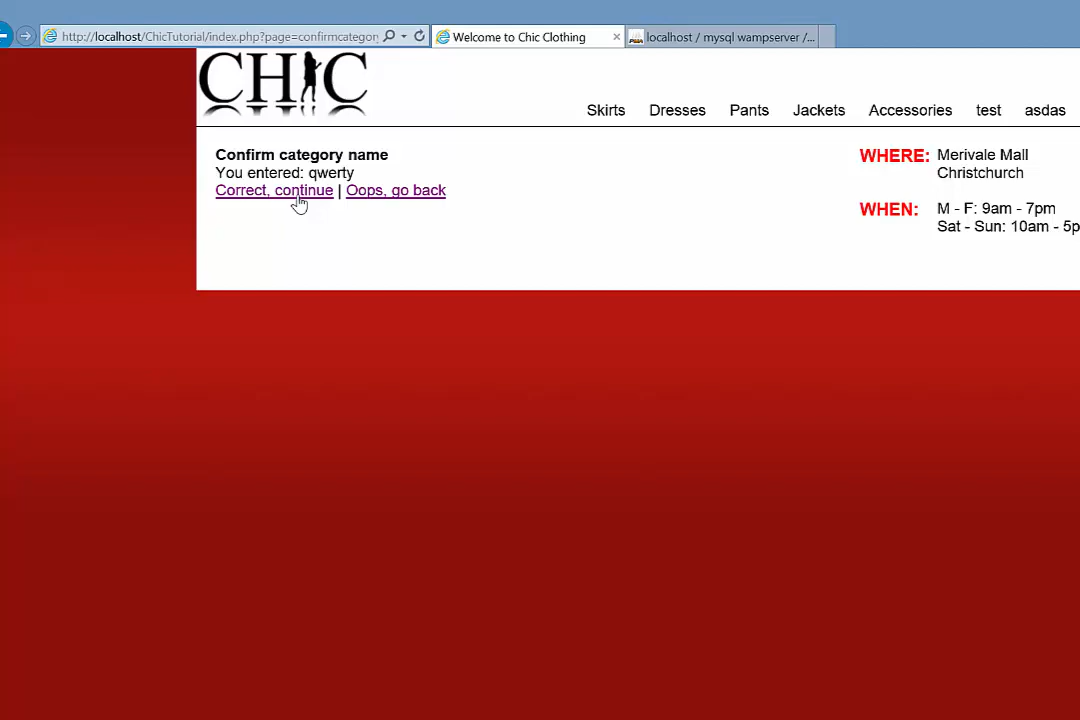 http://localhost/ChicTutorial/index.php?page=confirmcategory
Welcome to Chic Clothing
localhost / mysql wampserver /...
CHIC
Skirts Dresses Pants Jackets Accessories test asdas
Confirm category name
You entered: qwerty
Correct, continue | Oops, go back
WHERE: Merivale Mall
Christchurch
WHEN: M - F: 9am - 7pm
Sat - Sun: 10am - 5p